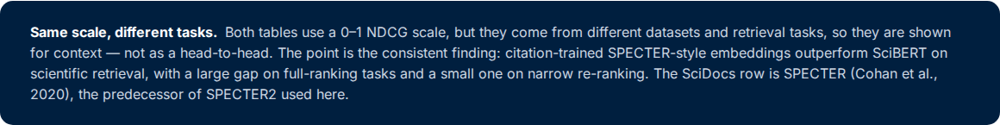 Same scale, different tasks. Both tables use a 0–1 NDCG scale, but they come from different datasets and retrieval tasks, so they are shown
for context — not as a head-to-head. The point is the consistent finding: citation-trained SPECTER-style embeddings outperform SciBERT on
scientific retrieval, with a large gap on full-ranking tasks and a small one on narrow re-ranking. The SciDocs row is SPECTER (Cohan et al.,
2020), the predecessor of SPECTER2 used here.